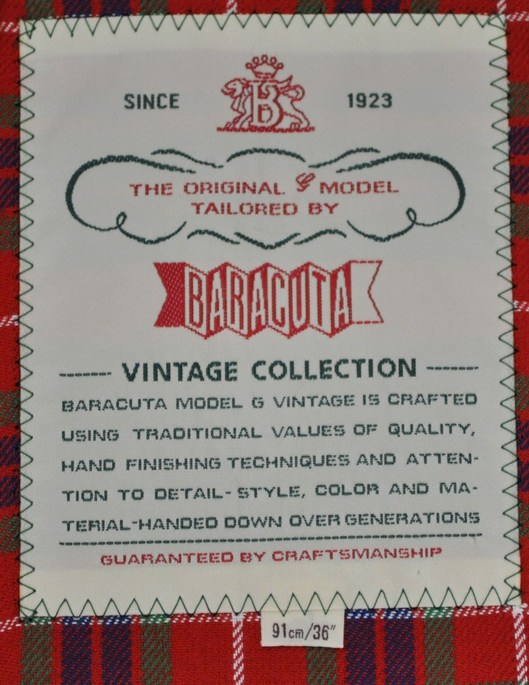 SINCE B 1923
THE ORIGINAL G MODEL
TAILORED BY
BARACUTA
VINTAGE COLLECTION
BARACUTA MODEL G VINTAGE IS CRAFTED
USING TRADITIONAL VALUES OF QUALITY,
HAND FINISHING TECHNIQUES AND ATTEN-
TION TO DETAIL- STYLE, COLOR AND MA-
TERIAL-HANDED DOWN OVER GENERATIONS
GUARANTEED BY CRAFTSMANSHIP
91cm/36"